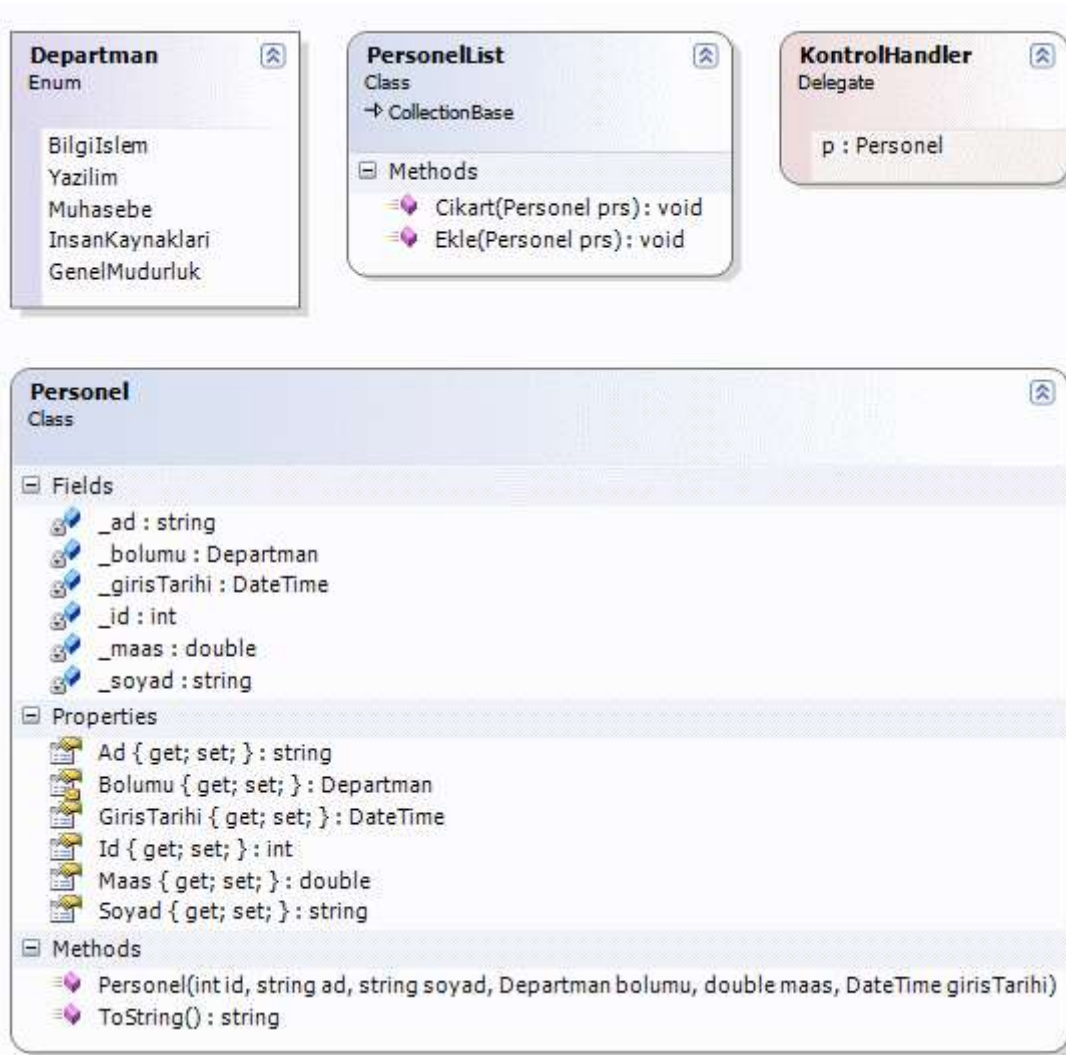 Departman
Enum
BilgiIslem
Yazilim
Muhasebe
InsanKaynaklari
GenelMudurluk
PersonelList
Class
CollectionBase
Methods
Cikart(Personel prs) : void
Ekle(Personel prs) : void
KontrolHandler
Delegate
p : Personel
Personel
Class
Fields
_ad : string
_bolumu : Departman
_girisTarihi : DateTime
_id : int
_maas : double
_soyad : string
Properties
Ad { get; set; } : string
Bolumu { get; set; } : Departman
GirisTarihi { get; set; } : DateTime
Id { get; set; } : int
Maas { get; set; } : double
Soyad { get; set; } : string
Methods
Personel(int id, string ad, string soyad, Departman bolumu, double maas, DateTime girisTarihi)
ToString() : string